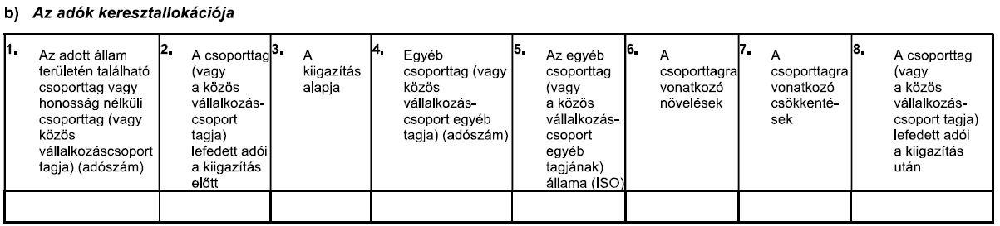 b) Az adók keresztallokációja
1. Az adott állam
területén található
csoporttag vagy
honosság nélküli
csoporttag (vagy
közös
vállalkozáscsoport
tagja) (adószám)
2. A csoporttag
(vagy
a közös
vállalkozás-
csoport
tagja)
lefedett adói
a kiigazítás
előtt
3. A
kiigazítás
alapja
4. Egyéb
csoporttag (vagy
közös
vállalkozás-
csoport egyéb
tagja) (adószám)
5. Az egyéb
csoporttag
(vagy
a közös
vállalkozás-
csoport
egyéb
tagjának)
állama (ISO)
6. A
csoporttagra
vonatkozó
növelések
7. A
csoporttagra
vonatkozó
csökkenté-
sek
8. A csoporttag
(vagy
a közös
vállalkozás-
csoport tagja)
lefedett adói
a kiigazítás
után